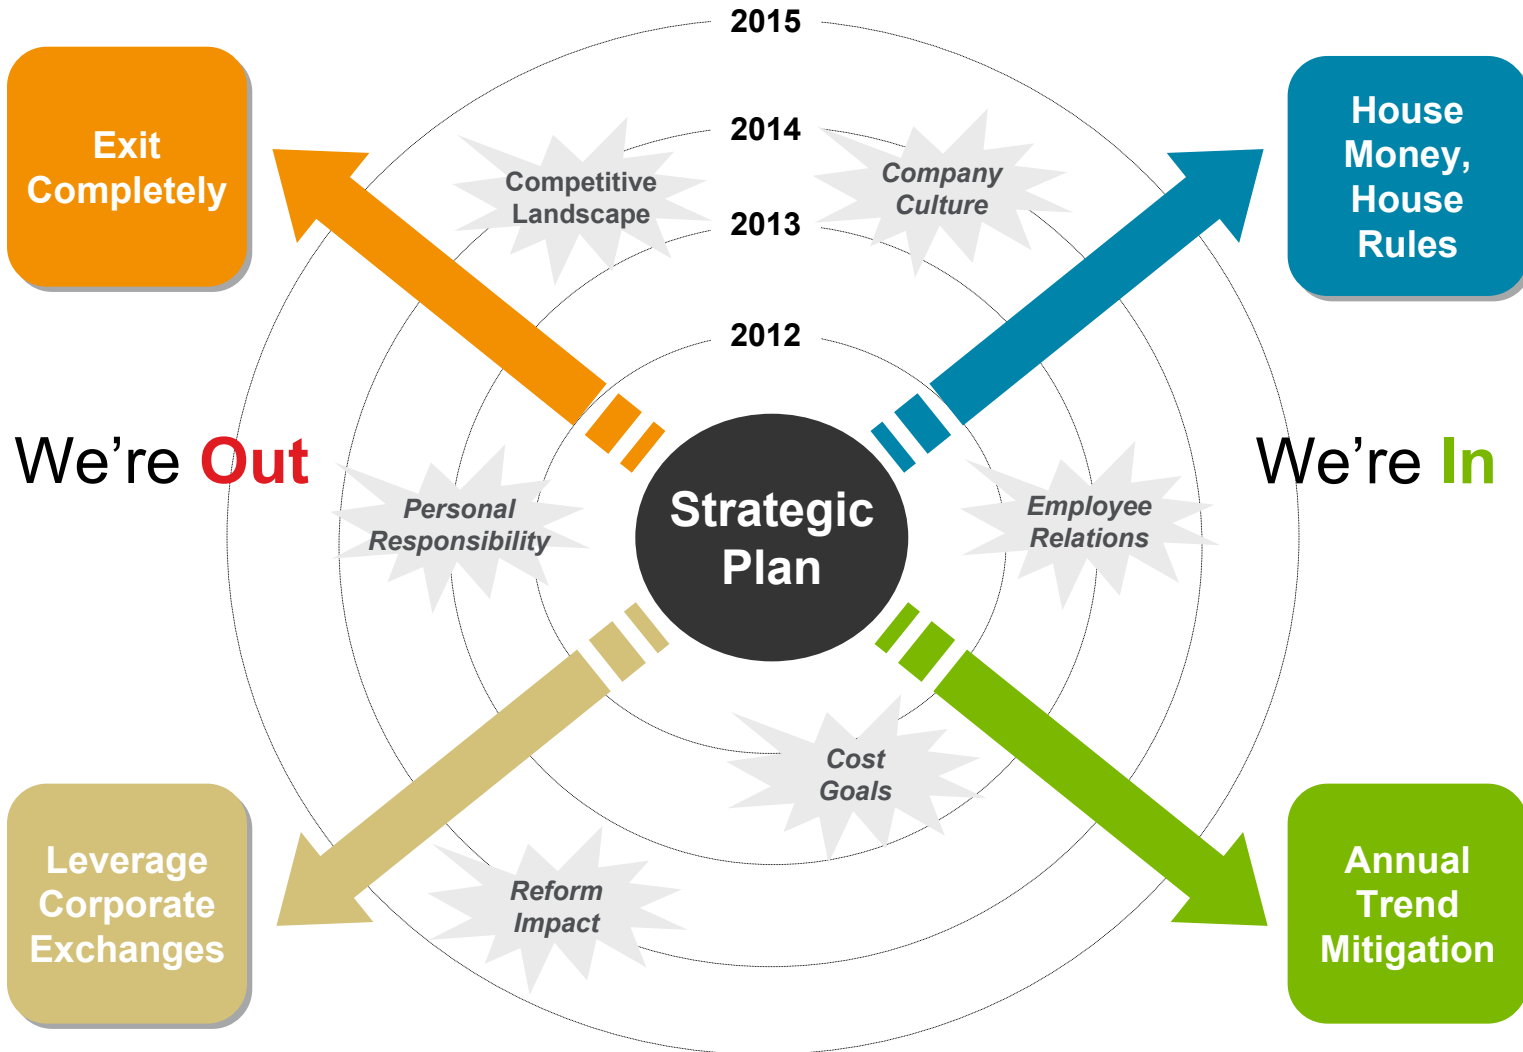 2015
Exit
Completely
2014
2013
2012
Competitive
Landscape
Company
Culture
House
Money,
House
Rules
We’re Out
We’re In
Personal
Responsibility
Strategic
Plan
Employee
Relations
Cost
Goals
Leverage
Corporate
Exchanges
Reform
Impact
Annual
Trend
Mitigation